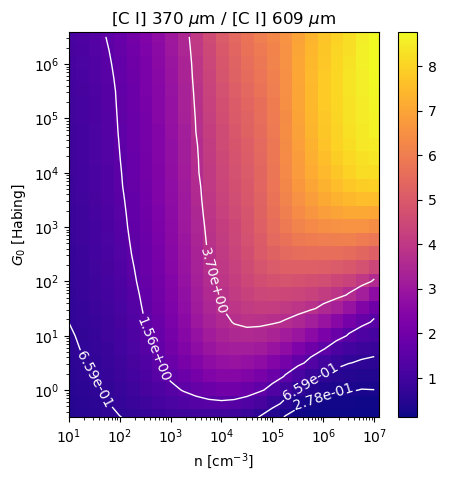 [C I] 370 μm / [C I] 609 μm
G₀ [Habing]
10⁶
10⁵
10⁴
10³
10²
10¹
10⁰
3.70e+00
1.56e+00
6.59e-01
6.59e-01
2.78e-01
10¹ 10² 10³ 10⁴ 10⁵ 10⁶ 10⁷
n [cm⁻³]
8
7
6
5
4
3
2
1